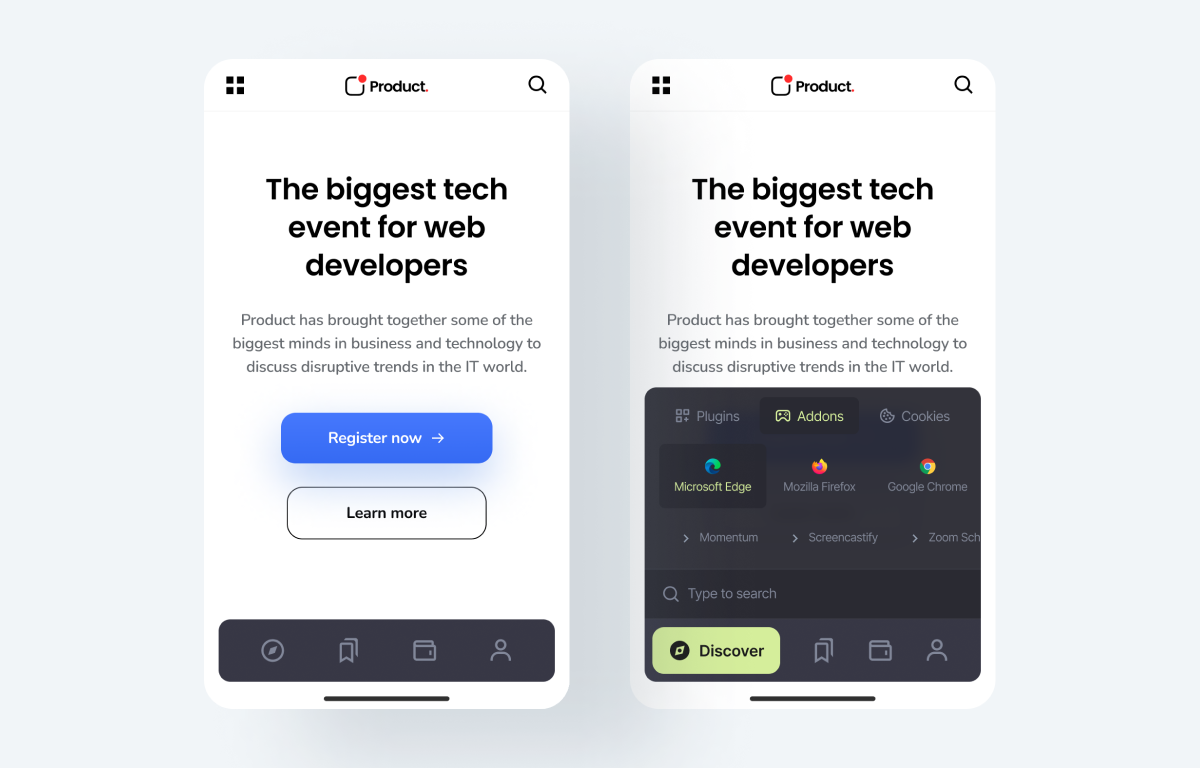 Product.
The biggest tech
event for web
developers
Product has brought together some of the
biggest minds in business and technology to
discuss disruptive trends in the IT world.
Register now
Learn more
Product.
The biggest tech
event for web
developers
Product has brought together some of the
biggest minds in business and technology to
discuss disruptive trends in the IT world.
Plugins Addons Cookies
Microsoft Edge Mozilla Firefox Google Chrome
Momentum Screencastify Zoom Sch
Type to search
Discover